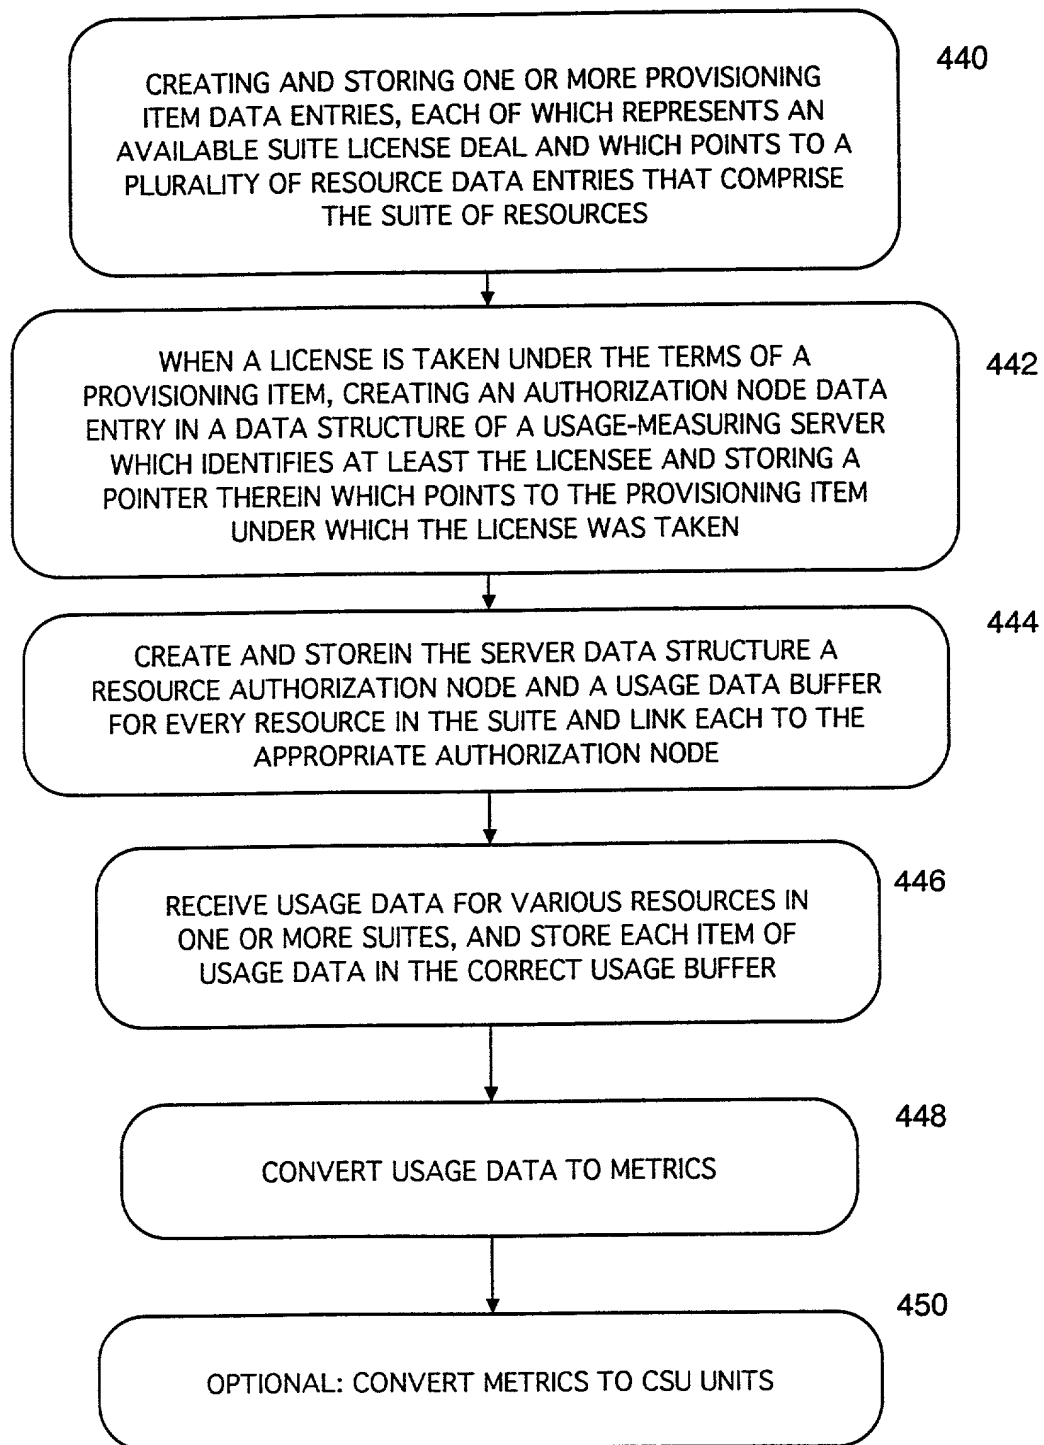 440
CREATING AND STORING ONE OR MORE PROVISIONING
ITEM DATA ENTRIES, EACH OF WHICH REPRESENTS AN
AVAILABLE SUITE LICENSE DEAL AND WHICH POINTS TO A
PLURALITY OF RESOURCE DATA ENTRIES THAT COMPRISE
THE SUITE OF RESOURCES
442
WHEN A LICENSE IS TAKEN UNDER THE TERMS OF A
PROVISIONING ITEM, CREATING AN AUTHORIZATION NODE DATA
ENTRY IN A DATA STRUCTURE OF A USAGE-MEASURING SERVER
WHICH IDENTIFIES AT LEAST THE LICENSEE AND STORING A
POINTER THEREIN WHICH POINTS TO THE PROVISIONING ITEM
UNDER WHICH THE LICENSE WAS TAKEN
444
CREATE AND STOREIN THE SERVER DATA STRUCTURE A
RESOURCE AUTHORIZATION NODE AND A USAGE DATA BUFFER
FOR EVERY RESOURCE IN THE SUITE AND LINK EACH TO THE
APPROPRIATE AUTHORIZATION NODE
446
RECEIVE USAGE DATA FOR VARIOUS RESOURCES IN
ONE OR MORE SUITES, AND STORE EACH ITEM OF
USAGE DATA IN THE CORRECT USAGE BUFFER
448
CONVERT USAGE DATA TO METRICS
450
OPTIONAL: CONVERT METRICS TO CSU UNITS